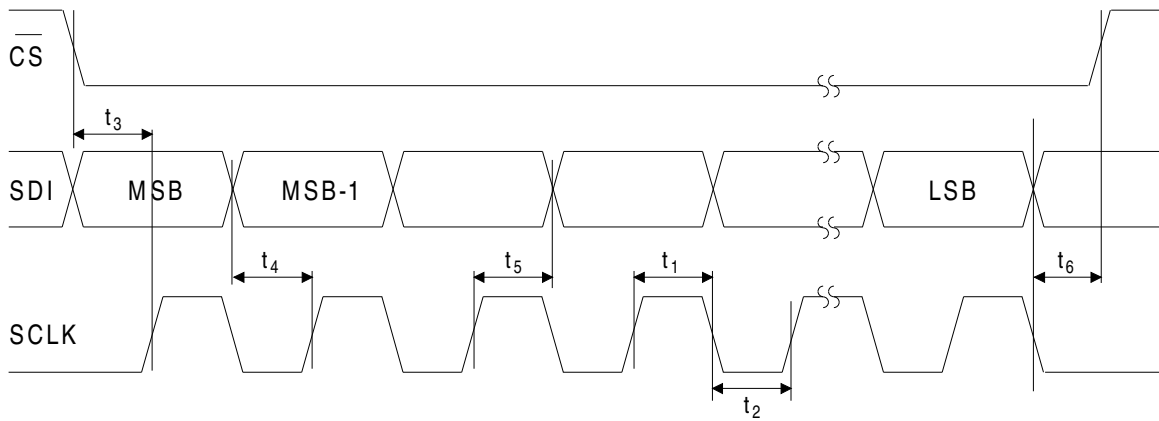 CS
t3
SDI MSB MSB-1 LSB
t4 t5 t1 t6
SCLK
t2